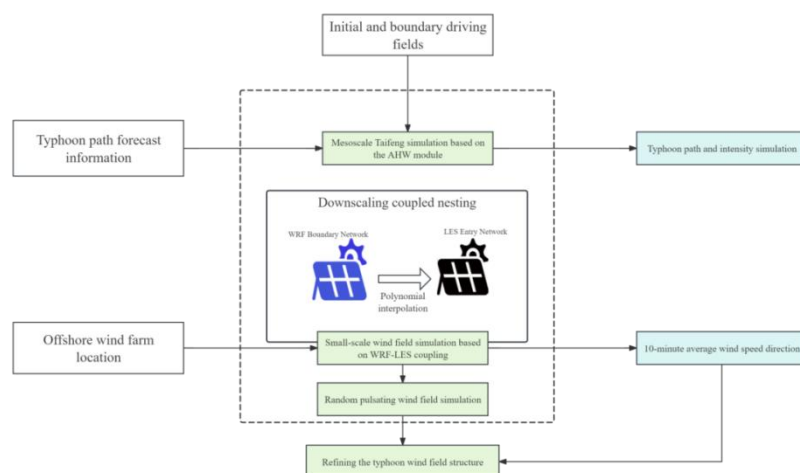 Initial and boundary driving
fields
Typhoon path forecast
information
Mesoscale Taifeng simulation based on
the AHW module
Typhoon path and intensity simulation
Downscaling coupled nesting
WRF Boundary Network
LES Entry Network
Polynomial
interpolation
Offshore wind farm
location
Small-scale wind field simulation based
on WRF-LES coupling
10-minute average wind speed direction
Random pulsating wind field simulation
Refining the typhoon wind field structure